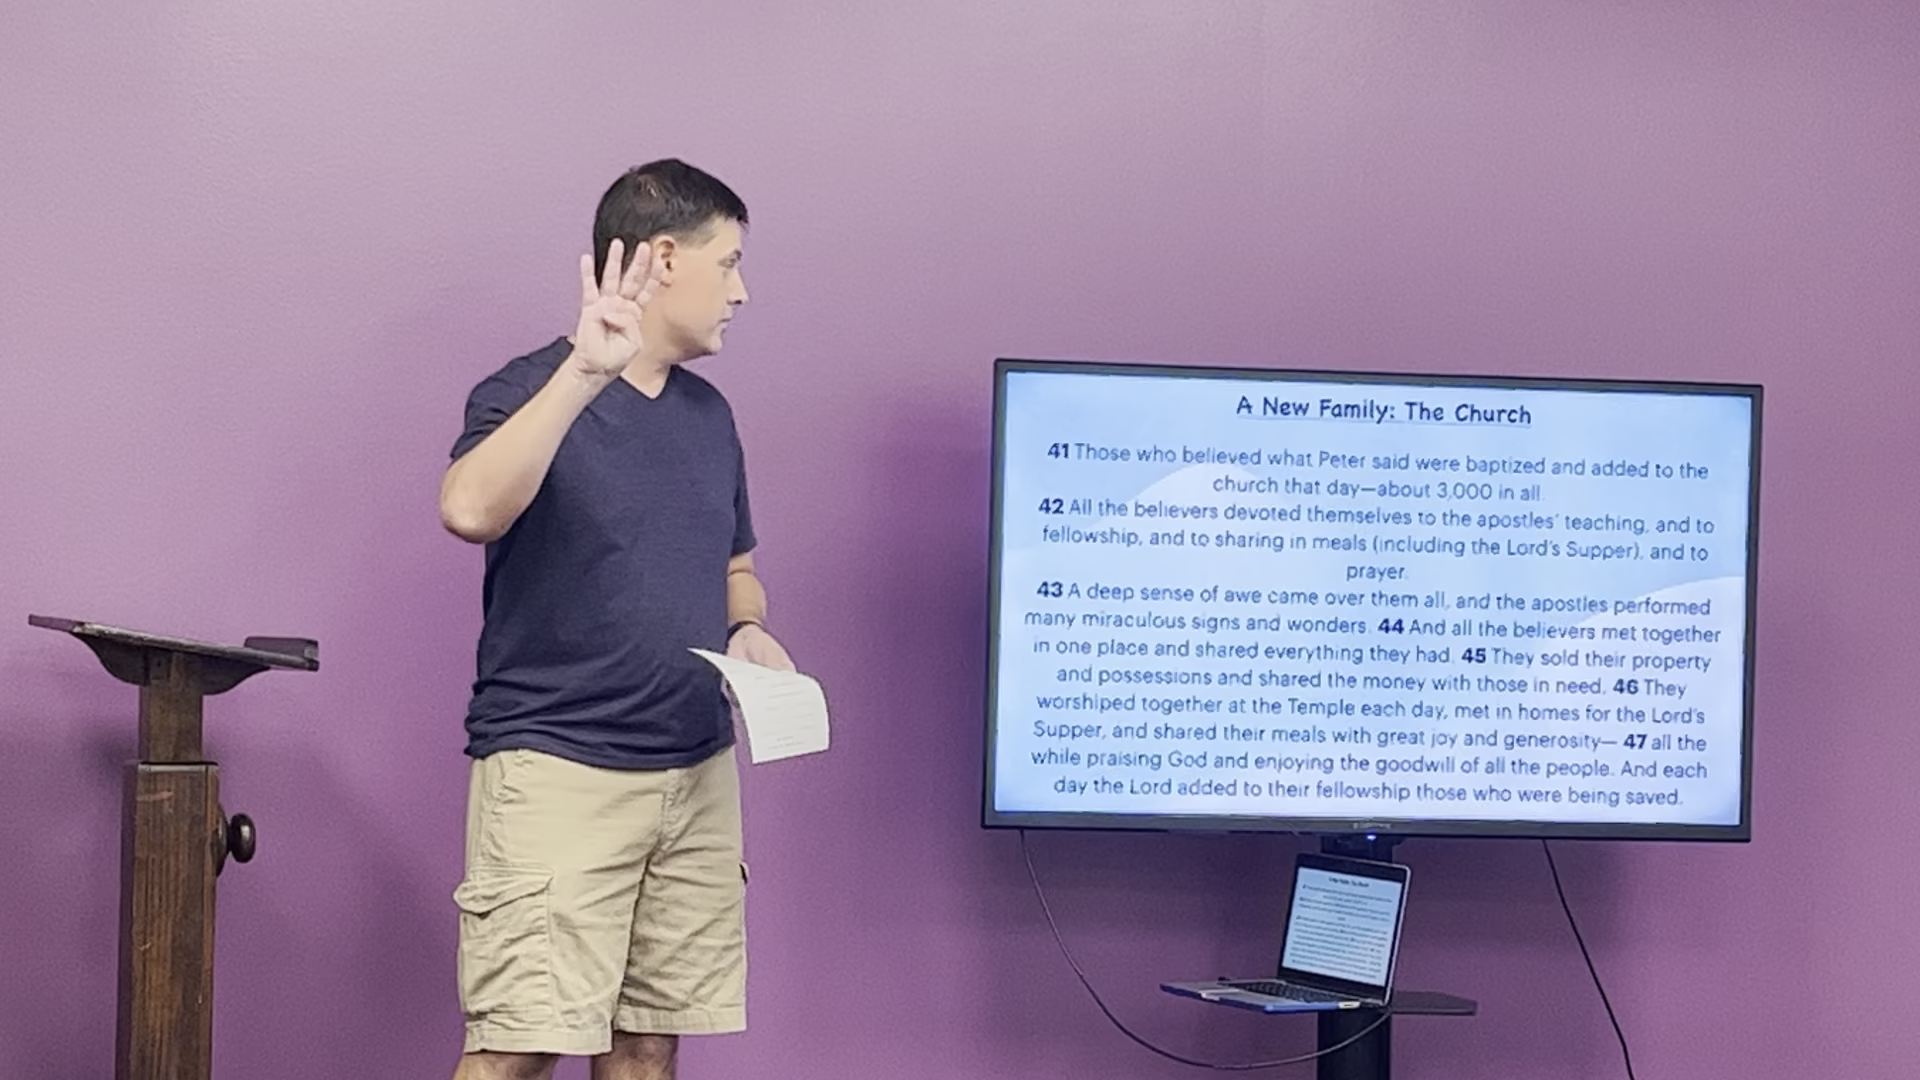 A New Family: The Church
41 Those who believed what Peter said were baptized and added to the
church that day—about 3,000 in all.
42 All the believers devoted themselves to the apostles' teaching, and to
fellowship, and to sharing in meals (including the Lord's Supper), and to
prayer.
43 A deep sense of awe came over them all, and the apostles performed
many miraculous signs and wonders. 44 And all the believers met together
in one place and shared everything they had. 45 They sold their property
and possessions and shared the money with those in need. 46 They
worshiped together at the Temple each day, met in homes for the Lord's
Supper, and shared their meals with great joy and generosity— 47 all the
while praising God and enjoying the goodwill of all the people. And each
day the Lord added to their fellowship those who were being saved.